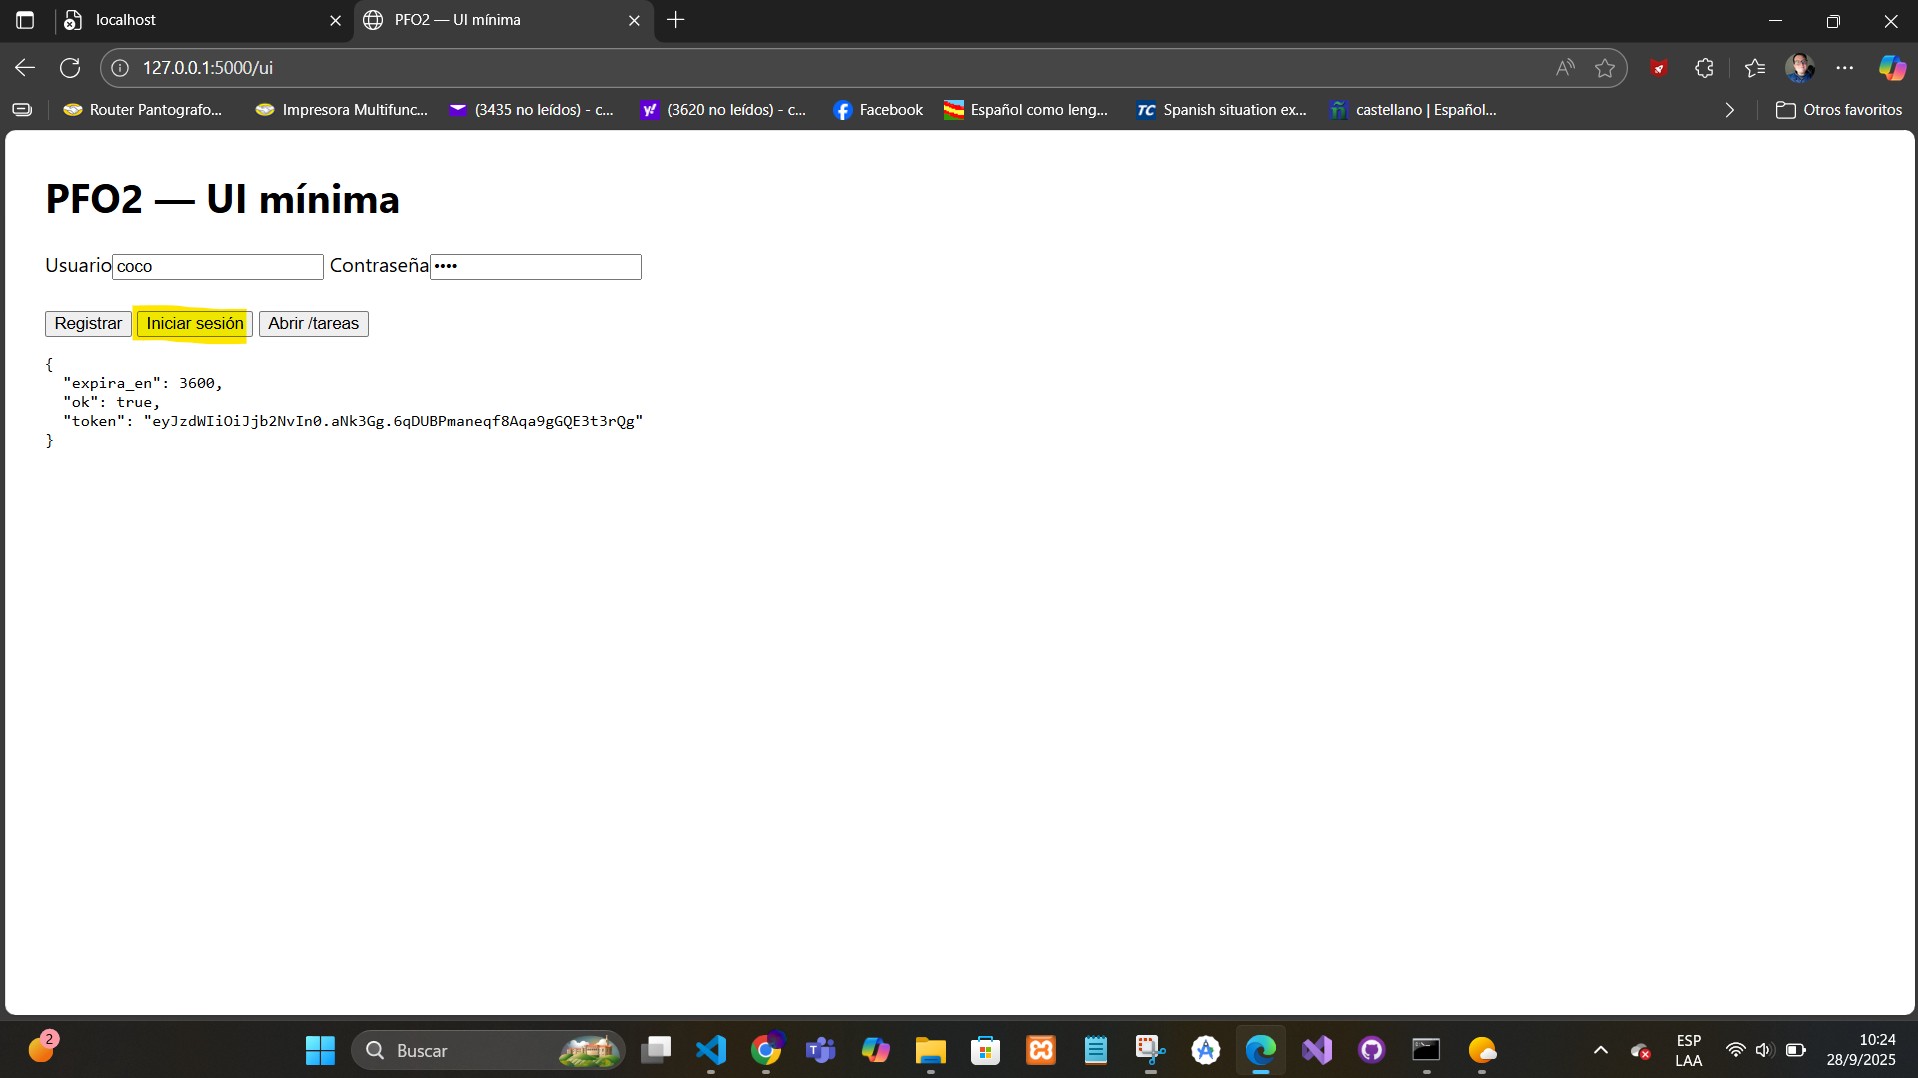 localhost
PFO2 — UI mínima
127.0.0.1:5000/ui
Router Pantografo...
Impresora Multifunc...
(3435 no leídos) - c...
(3620 no leídos) - c...
Facebook
Español como leng...
TC Spanish situation ex...
ñ castellano | Español...
Otros favoritos
PFO2 — UI mínima
Usuario coco Contraseña ••••
Registrar Iniciar sesión Abrir /tareas
{
"expira_en": 3600,
"ok": true,
"token": "eyJzdWIiOiJjb2NvIn0.aNk3Gg.6qDUBPmaneqf8Aqa9gGQE3t3rQg"
}
2
Buscar
ESP
LAA
10:24
28/9/2025